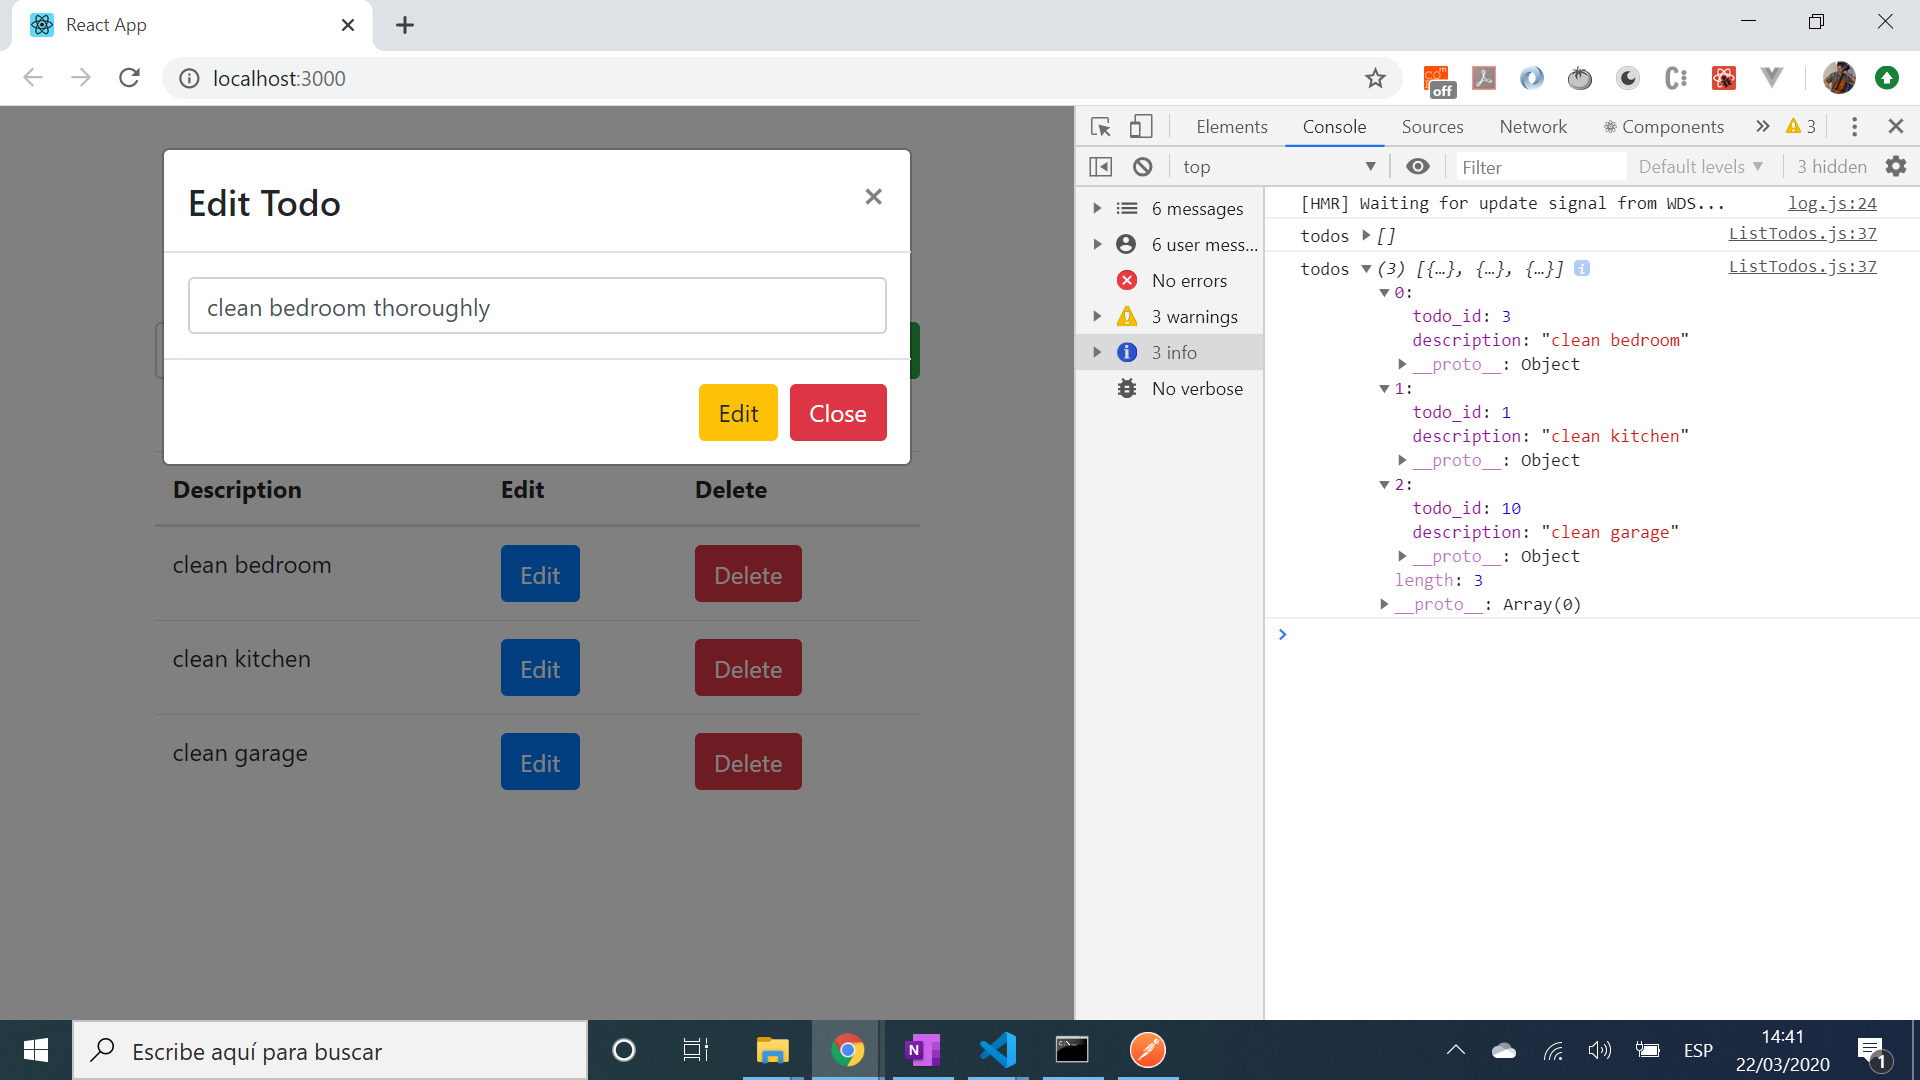 React App
localhost:3000
off
Edit Todo
×
clean bedroom thoroughly
Edit Close
Description Edit Delete
clean bedroom Edit Delete
clean kitchen Edit Delete
clean garage Edit Delete
Elements Console Sources Network Components » 3
top Filter Default levels 3 hidden
6 messages
6 user mess...
No errors
3 warnings
3 info
No verbose
[HMR] Waiting for update signal from WDS... log.js:24
todos [] ListTodos.js:37
todos (3) [{…}, {…}, {…}] ListTodos.js:37
0:
todo_id: 3
description: "clean bedroom"
__proto__: Object
1:
todo_id: 1
description: "clean kitchen"
__proto__: Object
2:
todo_id: 10
description: "clean garage"
__proto__: Object
length: 3
__proto__: Array(0)
Escribe aquí para buscar
N
ESP
14:41
22/03/2020
1